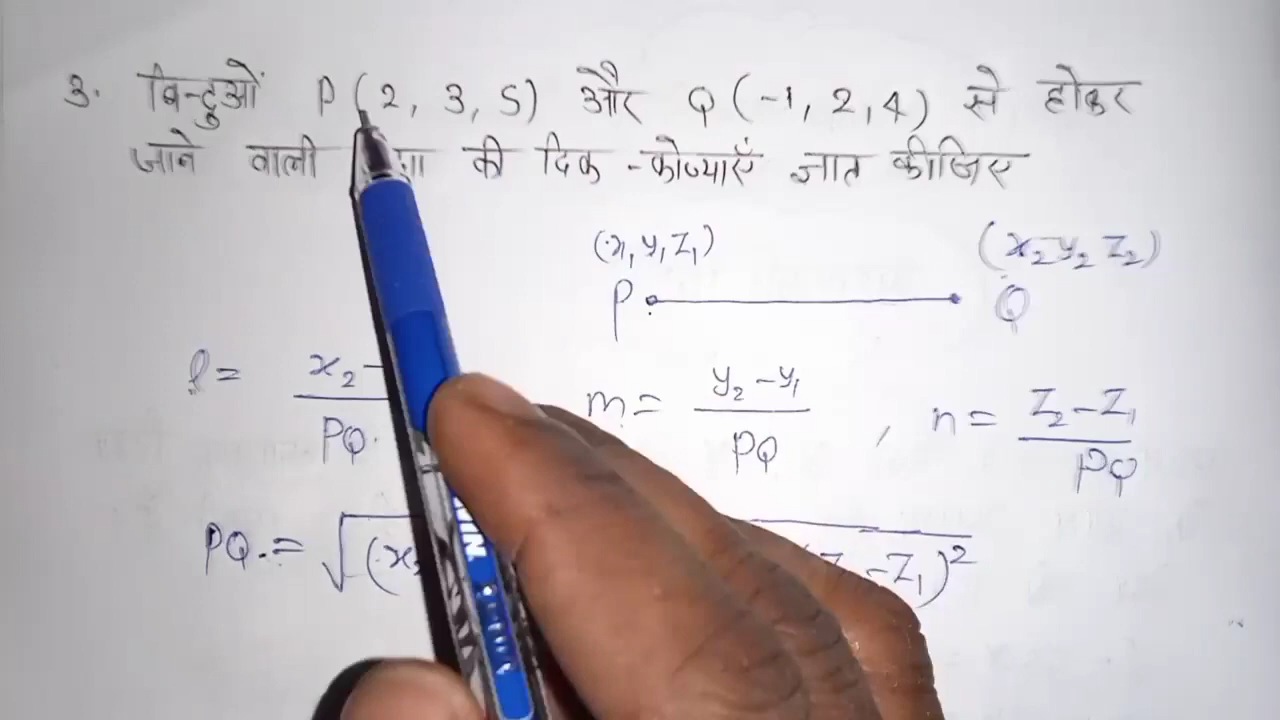 3. बिन्दुओं P (2, 3, 5) और Q (-1, 2, 4) से होकर
जाने वाली की दिक -कोज्याएँ ज्ञात कीजिए
(x₁ y₁ z₁) (x₂ y₂ z₂)
P Q
l = x₂ - / PQ m = y₂ - y₁ / PQ , n = z₂ - z₁ / PQ
PQ = √(x - z₁)²